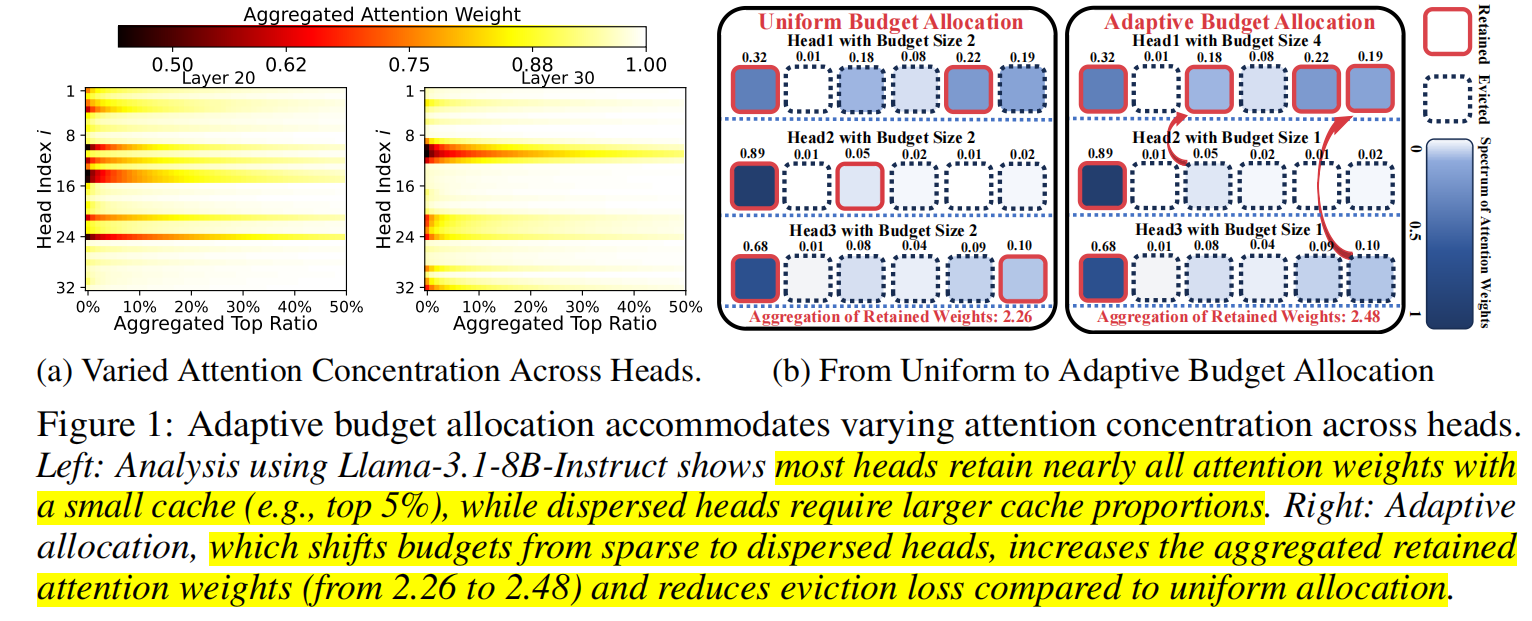 Aggregated Attention Weight
0.50 0.62 0.75 0.88 1.00
Layer 20
Head Index i
1
8
16
24
32
0% 10% 20% 30% 40% 50%
Aggregated Top Ratio
Layer 30
Head Index i
1
8
16
24
32
0% 10% 20% 30% 40% 50%
Aggregated Top Ratio
(a) Varied Attention Concentration Across Heads.
Uniform Budget Allocation
Head1 with Budget Size 2
0.32 0.01 0.18 0.08 0.22 0.19
Head2 with Budget Size 2
0.89 0.01 0.05 0.02 0.01 0.02
Head3 with Budget Size 2
0.68 0.01 0.08 0.04 0.09 0.10
Aggregation of Retained Weights: 2.26
Adaptive Budget Allocation
Head1 with Budget Size 4
0.32 0.01 0.18 0.08 0.22 0.19
Head2 with Budget Size 1
0.89 0.01 0.05 0.02 0.01 0.02
Head3 with Budget Size 1
0.68 0.01 0.08 0.04 0.09 0.10
Aggregation of Retained Weights: 2.48
Retained
Evicted
0 0.5 1
Spectrum of Attention Weights
(b) From Uniform to Adaptive Budget Allocation
Figure 1: Adaptive budget allocation accommodates varying attention concentration across heads.
Left: Analysis using Llama-3.1-8B-Instruct shows most heads retain nearly all attention weights with
a small cache (e.g., top 5%), while dispersed heads require larger cache proportions. Right: Adaptive
allocation, which shifts budgets from sparse to dispersed heads, increases the aggregated retained
attention weights (from 2.26 to 2.48) and reduces eviction loss compared to uniform allocation.